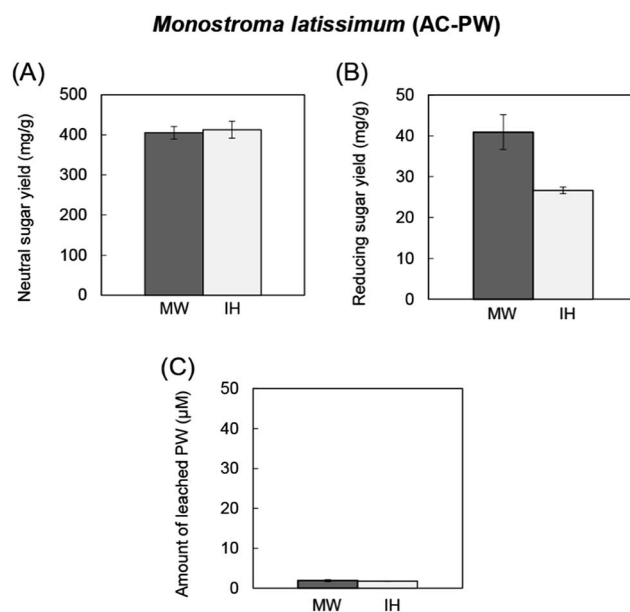 Monostroma latissimum (AC-PW)
(A)
Neutral sugar yield (mg/g)
500
400
300
200
100
0
MW IH
(B)
Reducing sugar yield (mg/g)
50
40
30
20
10
0
MW IH
(C)
Amount of leached PW (μM)
50
40
30
20
10
0
MW IH